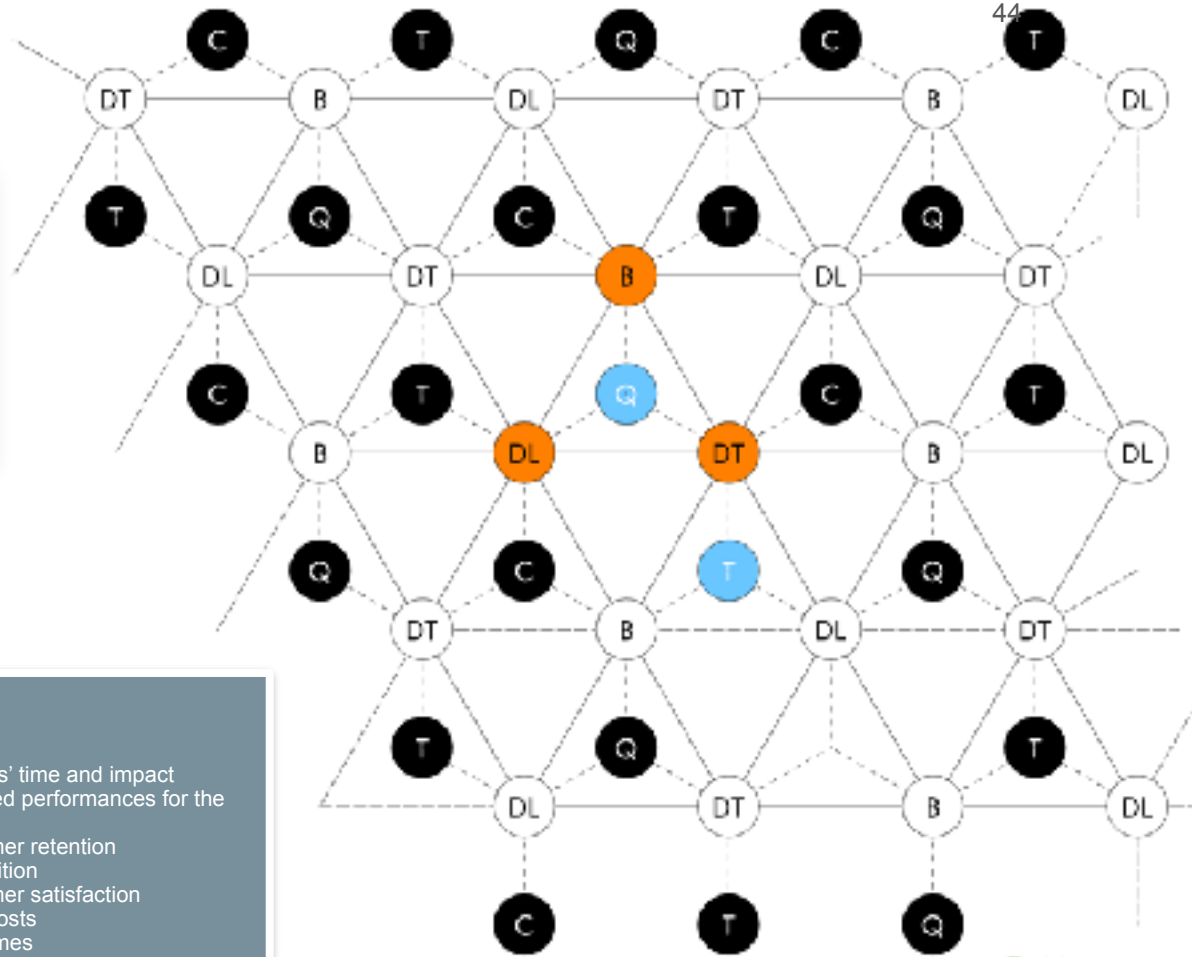 44
C T Q C T
DT B DL DT B DL
T Q C T Q
DL DT B DL DT
C T Q C T
B DL DT B DL
Q C T Q
DT B DL DT
T Q T
DL DT B DL
C T Q
s’ time and impact
ed performances for the
ner retention
ition
ner satisfaction
osts
mes